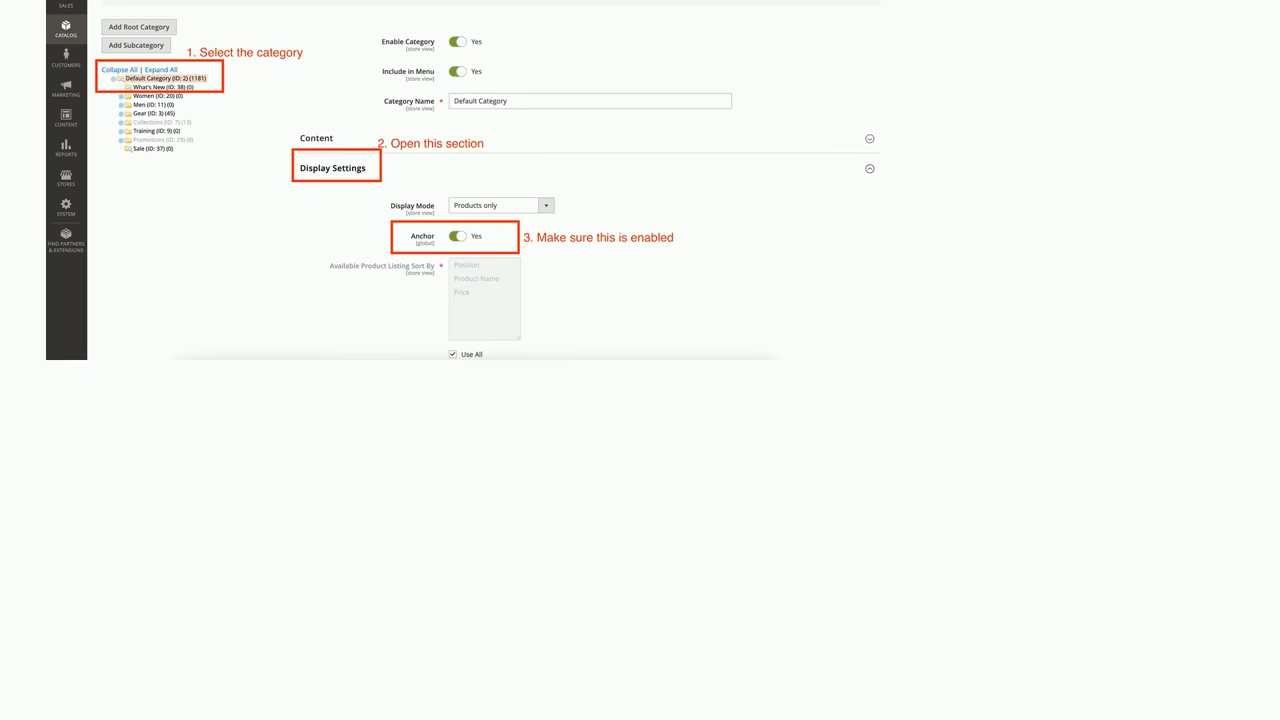 SALES
CATALOG
CUSTOMERS
MARKETING
CONTENT
REPORTS
STORES
SYSTEM
FIND PARTNERS
& EXTENSIONS
Add Root Category
Add Subcategory
1. Select the category
Collapse All | Expand All
Default Category (ID: 2) (1181)
What's New (ID: 38) (0)
Women (ID: 20) (0)
Men (ID: 11) (0)
Gear (ID: 3) (45)
Collections (ID: 7) (13)
Training (ID: 9) (0)
Promotions (ID: 29) (0)
Sale (ID: 37) (0)
Enable Category Yes
[store view]
Include in Menu Yes
[store view]
Category Name * Default Category
[store view]
Content
2. Open this section
Display Settings
Display Mode Products only
[store view]
Anchor Yes
[global]
3. Make sure this is enabled
Available Product Listing Sort By * Position
[store view]
Product Name
Price
Use All